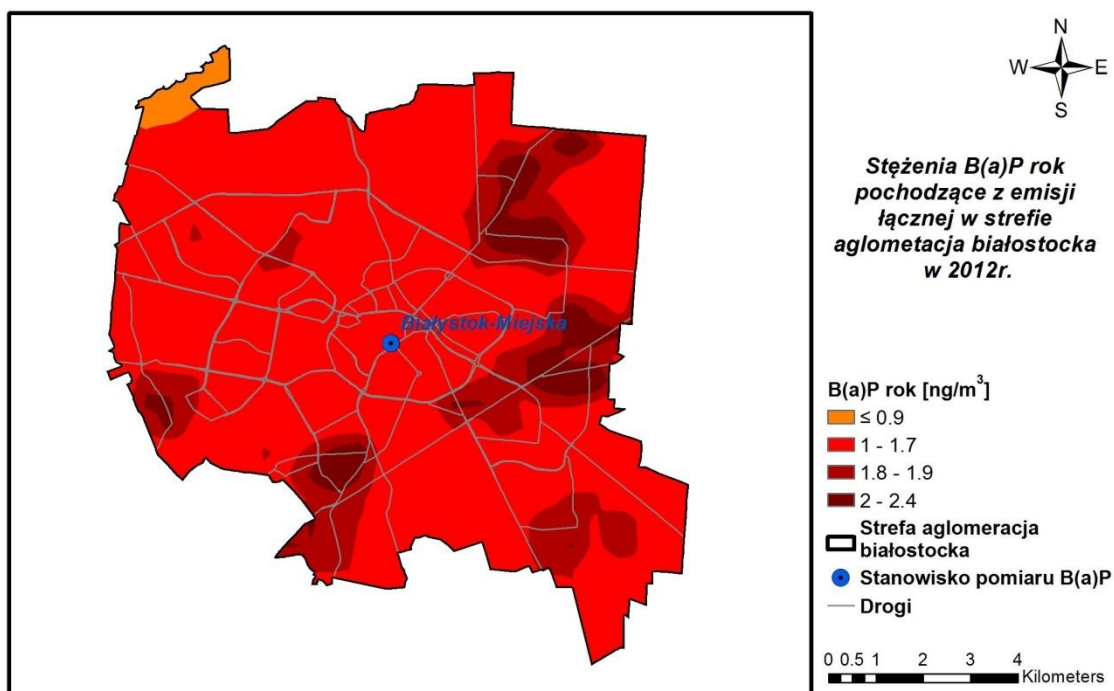 N
W E
S
Stężenia B(a)P rok
pochodzące z emisji
łącznej w strefie
aglometacja białostocka
w 2012r.
Białystok-Miejska
B(a)P rok [ng/m³]
≤ 0.9
1 - 1.7
1.8 - 1.9
2 - 2.4
Strefa aglomeracja
białostocka
Stanowisko pomiaru B(a)P
Drogi
0 0.5 1 2 3 4
Kilometers